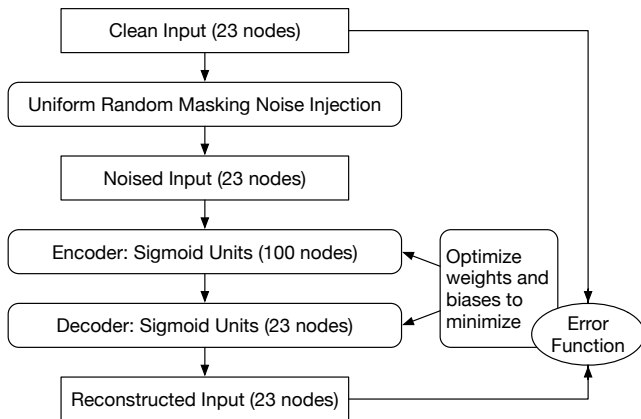 Clean Input (23 nodes)
Uniform Random Masking Noise Injection
Noised Input (23 nodes)
Encoder: Sigmoid Units (100 nodes)
Decoder: Sigmoid Units (23 nodes)
Reconstructed Input (23 nodes)
Optimize
weights and
biases to
minimize
Error
Function